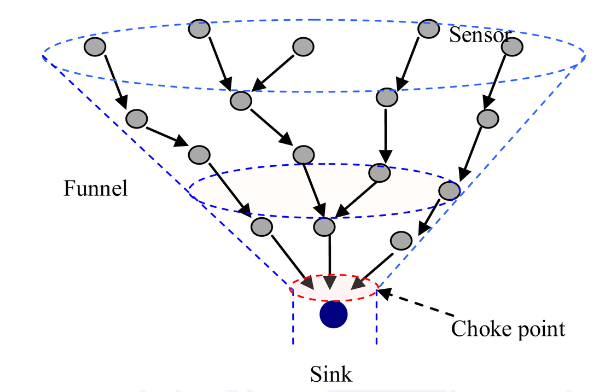 Sensor
Funnel
Choke point
Sink